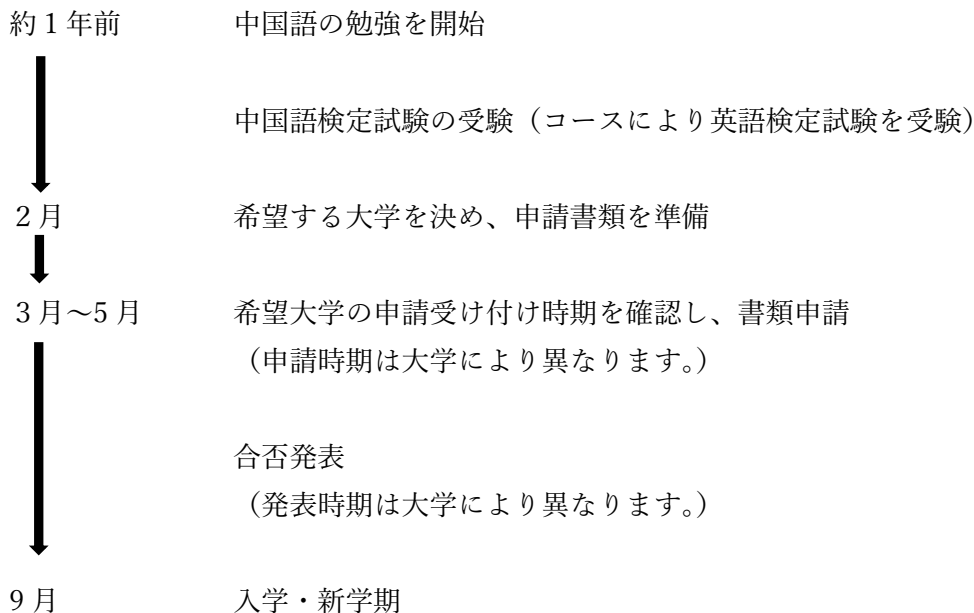 約1年前 中国語の勉強を開始
中国語検定試験の受験（コースにより英語検定試験を受験）
2月 希望する大学を決め、申請書類を準備
3月～5月 希望大学の申請受け付け時期を確認し、書類申請
（申請時期は大学により異なります。）
合否発表
（発表時期は大学により異なります。）
9月 入学・新学期